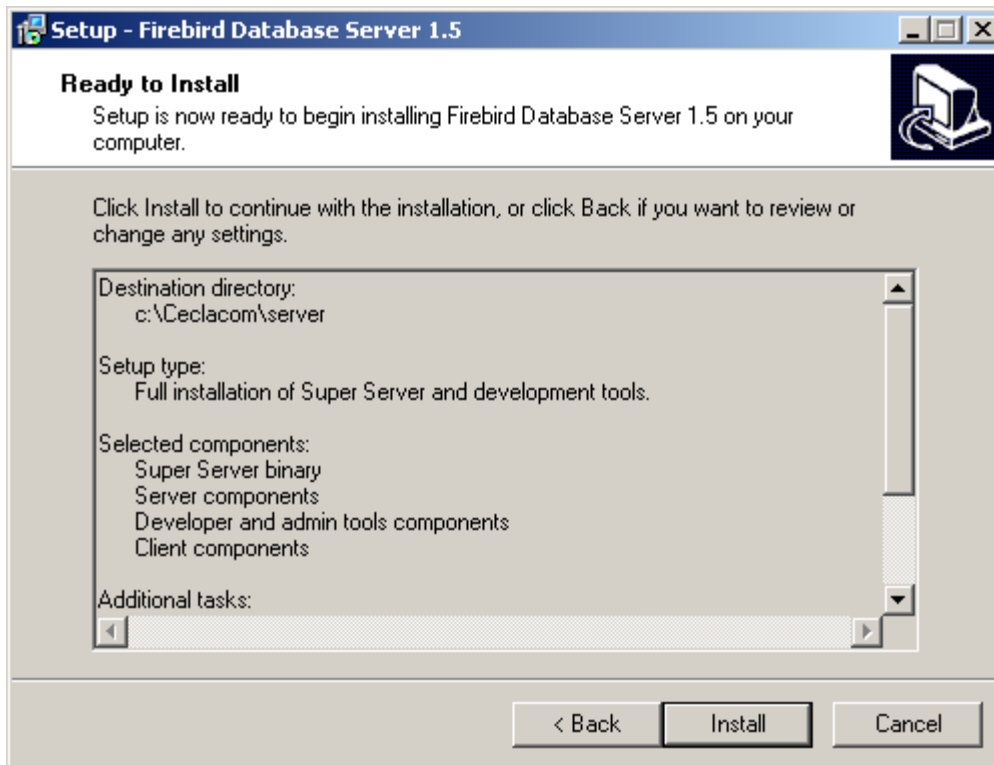 Setup - Firebird Database Server 1.5
Ready to Install
Setup is now ready to begin installing Firebird Database Server 1.5 on your
computer.
Click Install to continue with the installation, or click Back if you want to review or
change any settings.
Destination directory:
c:\Ceclacom\server
Setup type:
Full installation of Super Server and development tools.
Selected components:
Super Server binary
Server components
Developer and admin tools components
Client components
Additional tasks:
< Back Install Cancel